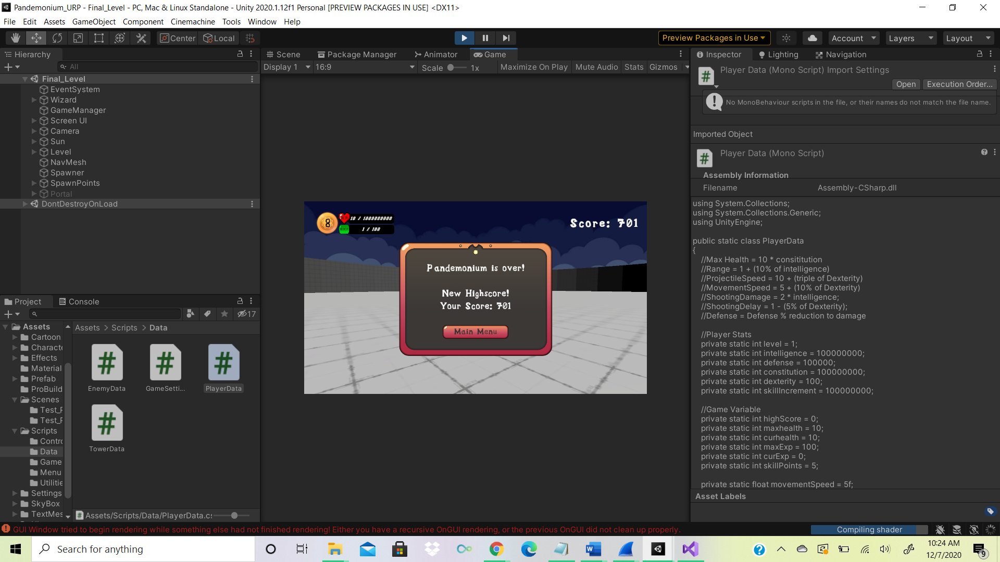 Pandemonium_URP - Final_Level - PC, Mac & Linux Standalone - Unity 2020.1.12f1 Personal [PREVIEW PACKAGES IN USE] <DX11>
File Edit Assets GameObject Component Cinemachine Tools Window Help
Center Local Preview Packages in Use Account Layers Layout
Hierarchy
All
Final_Level
EventSystem
Wizard
GameManager
Screen UI
Camera
Sun
Level
NavMesh
Spawner
SpawnPoints
Portal
DontDestroyOnLoad
Scene Package Manager Animator Game
Display 1 16:9 Scale 1x Maximize On Play Mute Audio Stats Gizmos
8
10 / 1000000000
EXP 1 / 100
Score: 701
Pandemonium is over!
New Highscore!
Your Score: 701
Main Menu
Project Console
17
Assets
Cartoon
Characte
Effects
Material
Prefab
ProBuild
Scenes
Test_F
Test_F
Scripts
Contro
Data
Game
Menu
Utilitie
Settings
SkyBox
TextMes
Assets > Scripts > Data
EnemyData GameSetti... PlayerData
TowerData
Assets/Scripts/Data/PlayerData.cs
Inspector Lighting Navigation
Player Data (Mono Script) Import Settings
Open Execution Order...
No MonoBehaviour scripts in the file, or their names do not match the file name.
Imported Object
Player Data (Mono Script)
Assembly Information
Filename Assembly-CSharp.dll
using System.Collections;
using System.Collections.Generic;
using UnityEngine;
public static class PlayerData
{
//Max Health = 10 * consititution
//Range = 1 + (10% of intelligence)
//ProjectileSpeed = 10 + (triple of Dexterity)
//MovementSpeed = 5 + (10% of Dexterity)
//ShootingDamage = 2 * intelligence;
//ShootingDelay = 1 - (5% of Dexterity);
//Defense = Defense % reduction to damage
//Player Stats
private static int level = 1;
private static int intelligence = 100000000;
private static int defense = 100000;
private static int constitution = 100000000;
private static int dexterity = 100;
private static int skillIncrement = 100000000;
//Game Variable
private static int highScore = 0;
private static int maxhealth = 10;
private static int curhealth = 10;
private static int maxExp = 100;
private static int curExp = 0;
private static int skillPoints = 5;
private static float movementSpeed = 5f;
Asset Labels
GUI Window tried to begin rendering while something else had not finished rendering! Either you have a recursive OnGUI rendering, or the previous OnGUI did not clean up properly.
Compiling shader
Search for anything
10:24 AM
12/7/2020
9